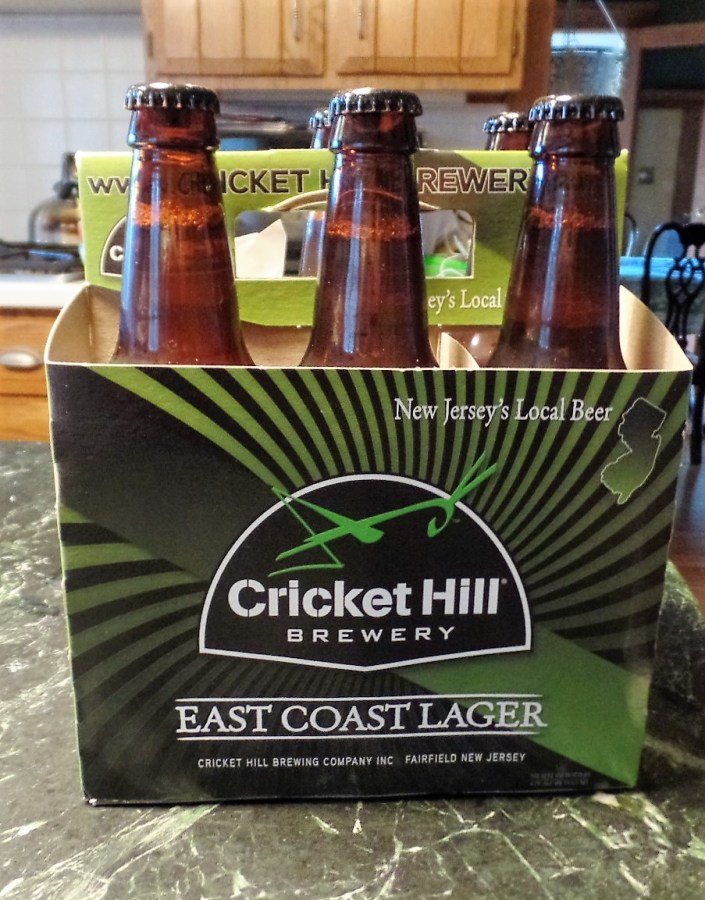 CRICKET H REWER
ey's Local
New Jersey's Local Beer
Cricket Hill
BREWERY
EAST COAST LAGER
CRICKET HILL BREWING COMPANY INC FAIRFIELD NEW JERSEY